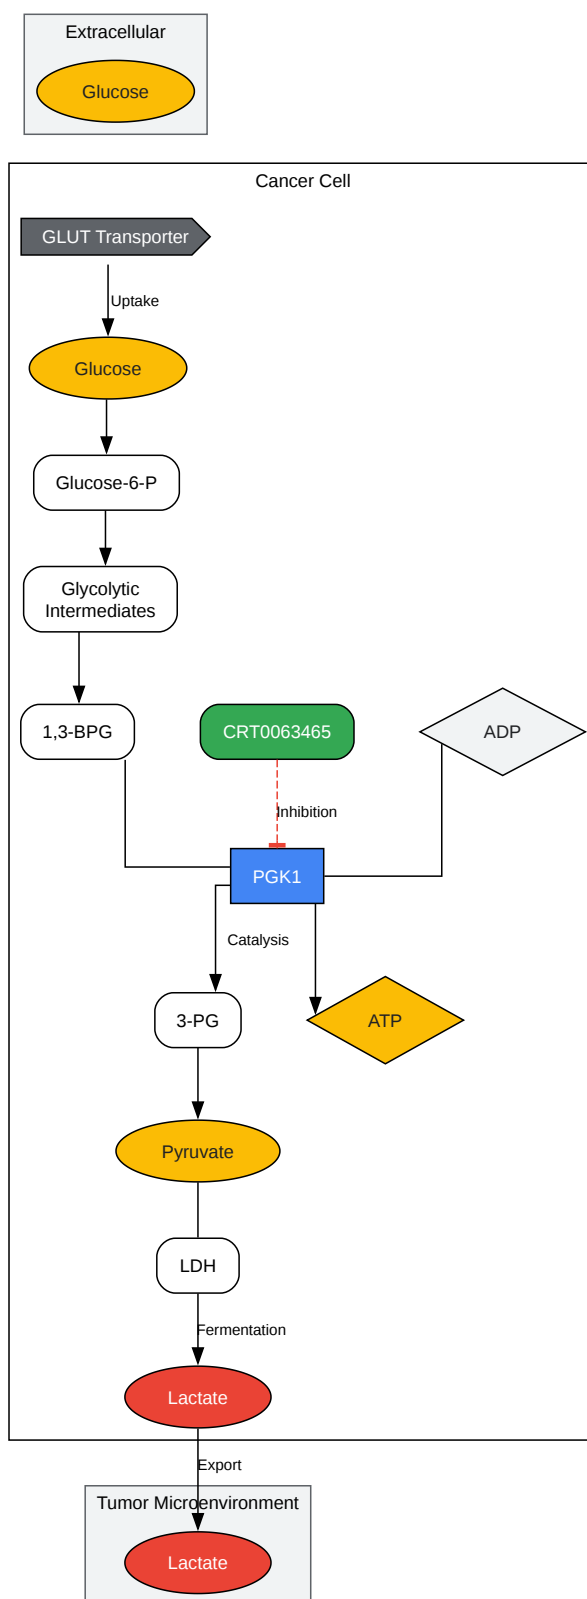 Extracellular
Glucose
Cancer Cell
GLUT Transporter
Uptake
Glucose
Glucose-6-P
Glycolytic
Intermediates
1,3-BPG
CRT0063465
ADP
Inhibition
PGK1
Catalysis
3-PG
ATP
Pyruvate
LDH
Fermentation
Lactate
Export
Tumor Microenvironment
Lactate